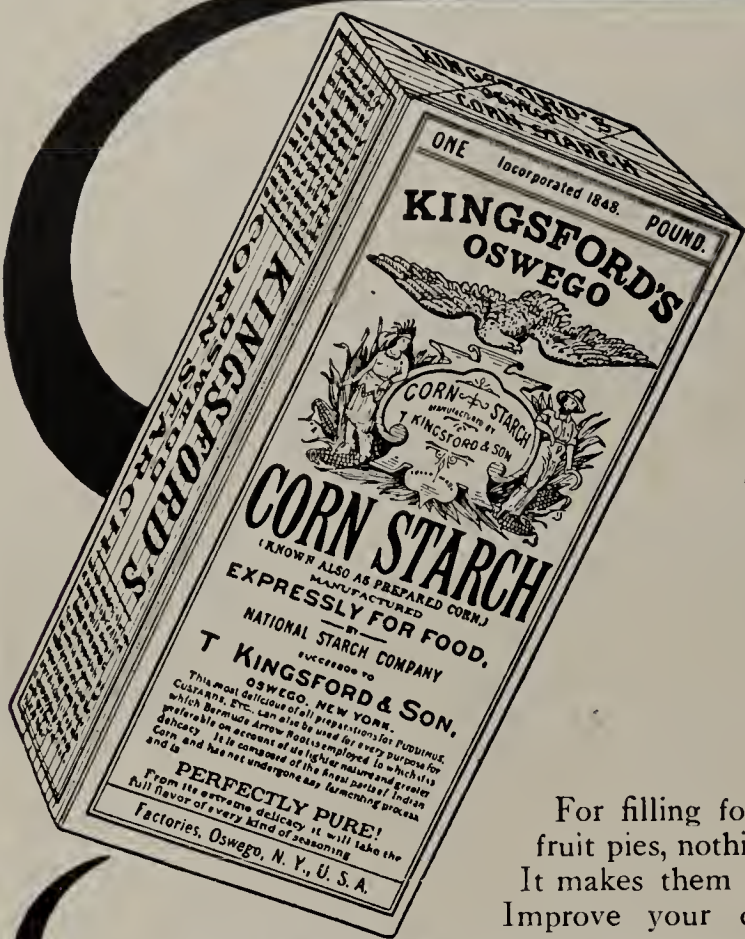 KINGSFORD'S
OSWEGO
CORN STARCH
KINGSFORD'S
OSWEGO
CORN STARCH
ONE Incorporated 1848. POUND.
KINGSFORD'S
OSWEGO
CORN STARCH
MANUFACTURED BY
T KINGSFORD & SON
CORN STARCH
(KNOWN ALSO AS PREPARED CORN,)
MANUFACTURED
EXPRESSLY FOR FOOD,
BY
NATIONAL STARCH COMPANY
SUCCESSOR TO
T KINGSFORD & SON,
OSWEGO, NEW YORK.
This most delicious of all preparations for PUDDINGS,
CUSTARDS, ETC., can also be used for every purpose for
which Bermuda Arrow Root is employed to which it is
preferable on account of its lighter nature and greater
delicacy It is composed of the finest parts of Indian
Corn and has not undergone any fermenting process
and is
PERFECTLY PURE!
From its extreme delicacy it will take the
full flavor of every kind of seasoning
Factories, Oswego, N. Y., U. S. A.
For filling fo
fruit pies, nothi
It makes them
Improve your c